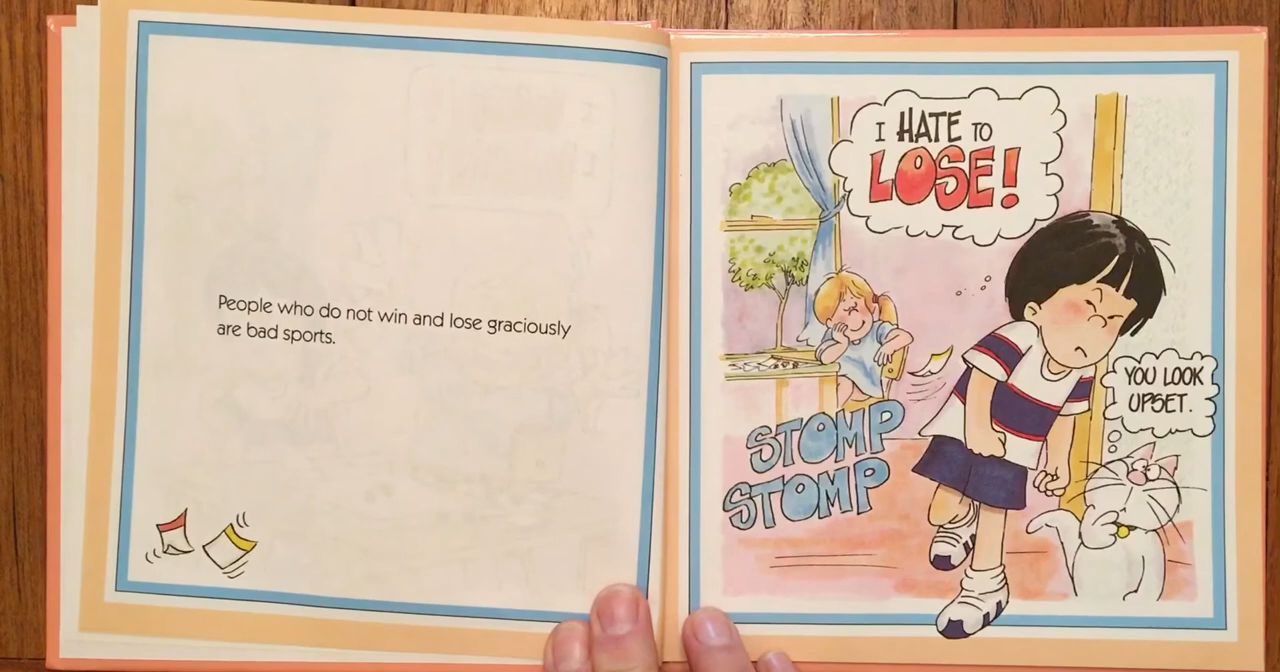 People who do not win and lose graciously
are bad sports.
I HATE TO
LOSE!
YOU LOOK
UPSET.
STOMP
STOMP